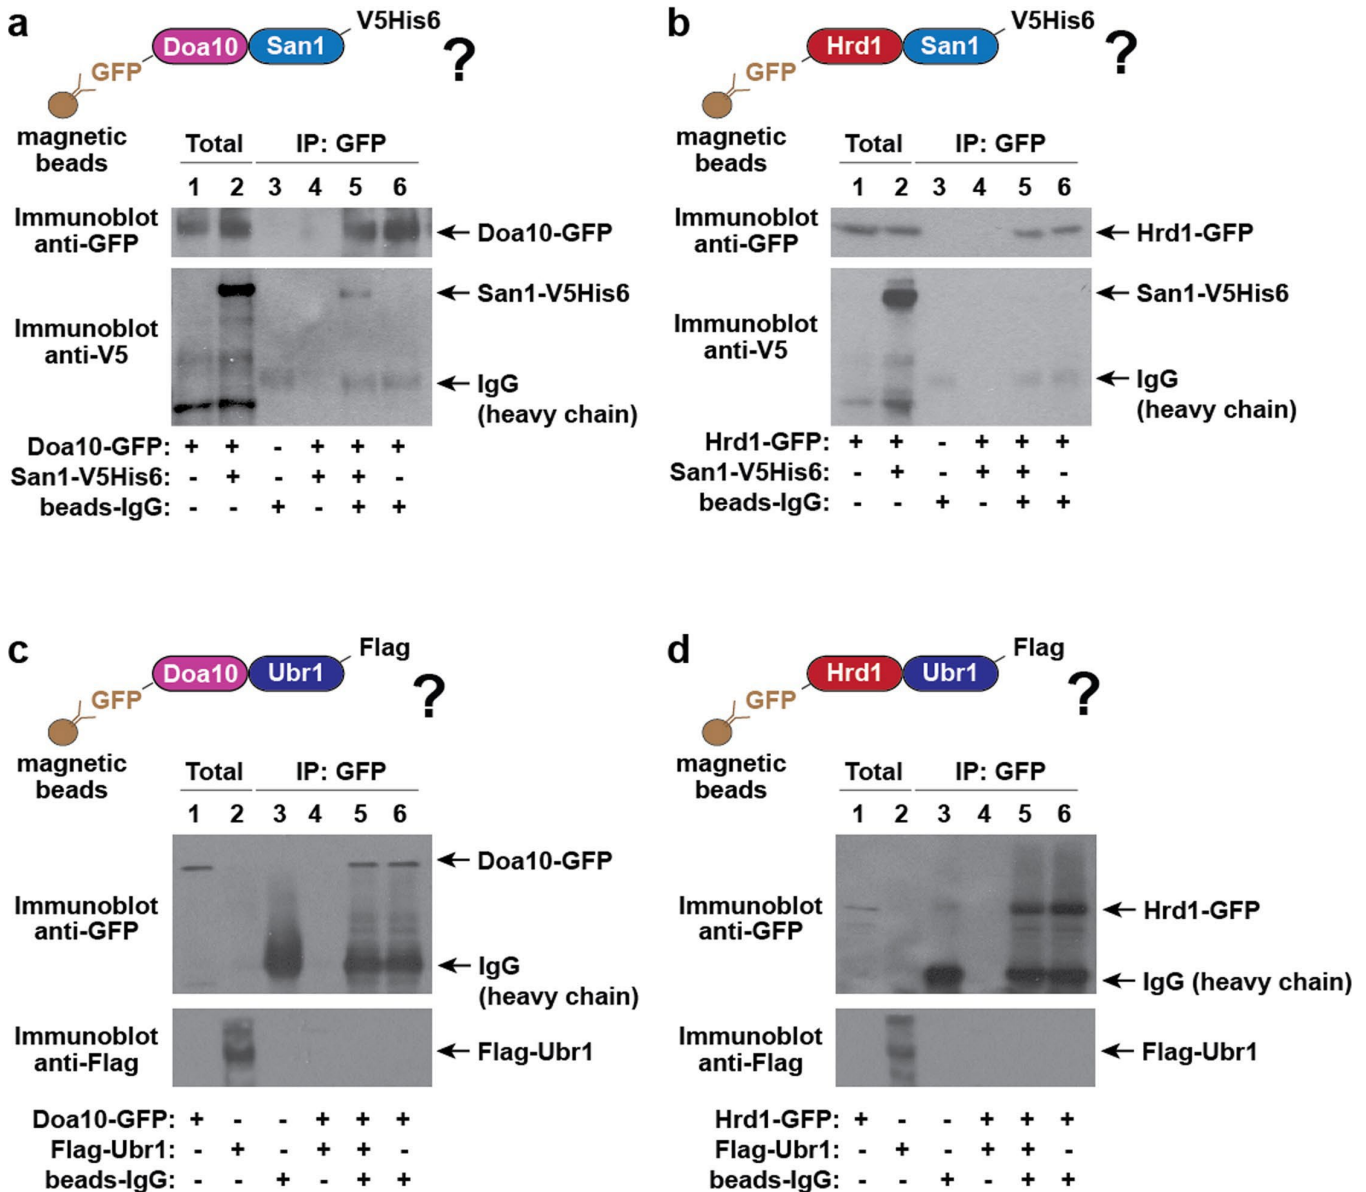 a
V5His6
Doa10 San1
GFP
?
magnetic
beads
Total IP: GFP
1 2 3 4 5 6
Immunoblot
anti-GFP
Doa10-GFP
San1-V5His6
Immunoblot
anti-V5
IgG
(heavy chain)
Doa10-GFP: + + - + + +
San1-V5His6: - + - + + -
beads-IgG: - - + - + +
b
V5His6
Hrd1 San1
GFP
?
magnetic
beads
Total IP: GFP
1 2 3 4 5 6
Immunoblot
anti-GFP
Hrd1-GFP
San1-V5His6
Immunoblot
anti-V5
IgG
(heavy chain)
Hrd1-GFP: + + - + + +
San1-V5His6: - + - + + -
beads-IgG: - - + - + +
c
Flag
Doa10 Ubr1
GFP
?
magnetic
beads
Total IP: GFP
1 2 3 4 5 6
Doa10-GFP
Immunoblot
anti-GFP
IgG
(heavy chain)
Immunoblot
anti-Flag
Flag-Ubr1
Doa10-GFP: + - - + + +
Flag-Ubr1: - + - + + -
beads-IgG: - - + - + +
d
Flag
Hrd1 Ubr1
GFP
?
magnetic
beads
Total IP: GFP
1 2 3 4 5 6
Immunoblot
anti-GFP
Hrd1-GFP
IgG (heavy chain)
Immunoblot
anti-Flag
Flag-Ubr1
Hrd1-GFP: + - - + + +
Flag-Ubr1: - + - + + -
beads-IgG: - - + - + +